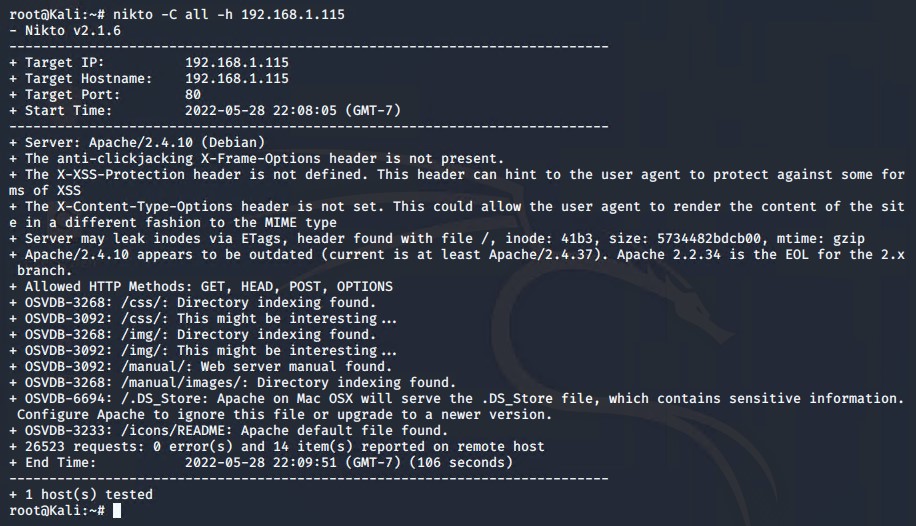 root@Kali:~# nikto -C all -h 192.168.1.115
- Nikto v2.1.6
---------------------------------------------------------------------------
+ Target IP:          192.168.1.115
+ Target Hostname:    192.168.1.115
+ Target Port:        80
+ Start Time:         2022-05-28 22:08:05 (GMT-7)
---------------------------------------------------------------------------
+ Server: Apache/2.4.10 (Debian)
+ The anti-clickjacking X-Frame-Options header is not present.
+ The X-XSS-Protection header is not defined. This header can hint to the user agent to protect against some for
ms of XSS
+ The X-Content-Type-Options header is not set. This could allow the user agent to render the content of the sit
e in a different fashion to the MIME type
+ Server may leak inodes via ETags, header found with file /, inode: 41b3, size: 5734482bdcb00, mtime: gzip
+ Apache/2.4.10 appears to be outdated (current is at least Apache/2.4.37). Apache 2.2.34 is the EOL for the 2.x
 branch.
+ Allowed HTTP Methods: GET, HEAD, POST, OPTIONS
+ OSVDB-3268: /css/: Directory indexing found.
+ OSVDB-3092: /css/: This might be interesting...
+ OSVDB-3268: /img/: Directory indexing found.
+ OSVDB-3092: /img/: This might be interesting...
+ OSVDB-3092: /manual/: Web server manual found.
+ OSVDB-3268: /manual/images/: Directory indexing found.
+ OSVDB-6694: /.DS_Store: Apache on Mac OSX will serve the .DS_Store file, which contains sensitive information.
 Configure Apache to ignore this file or upgrade to a newer version.
+ OSVDB-3233: /icons/README: Apache default file found.
+ 26523 requests: 0 error(s) and 14 item(s) reported on remote host
+ End Time:           2022-05-28 22:09:51 (GMT-7) (106 seconds)
---------------------------------------------------------------------------
+ 1 host(s) tested
root@Kali:~#